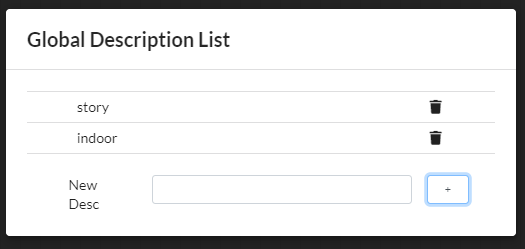 Global Description List
story
indoor
New
Desc
+